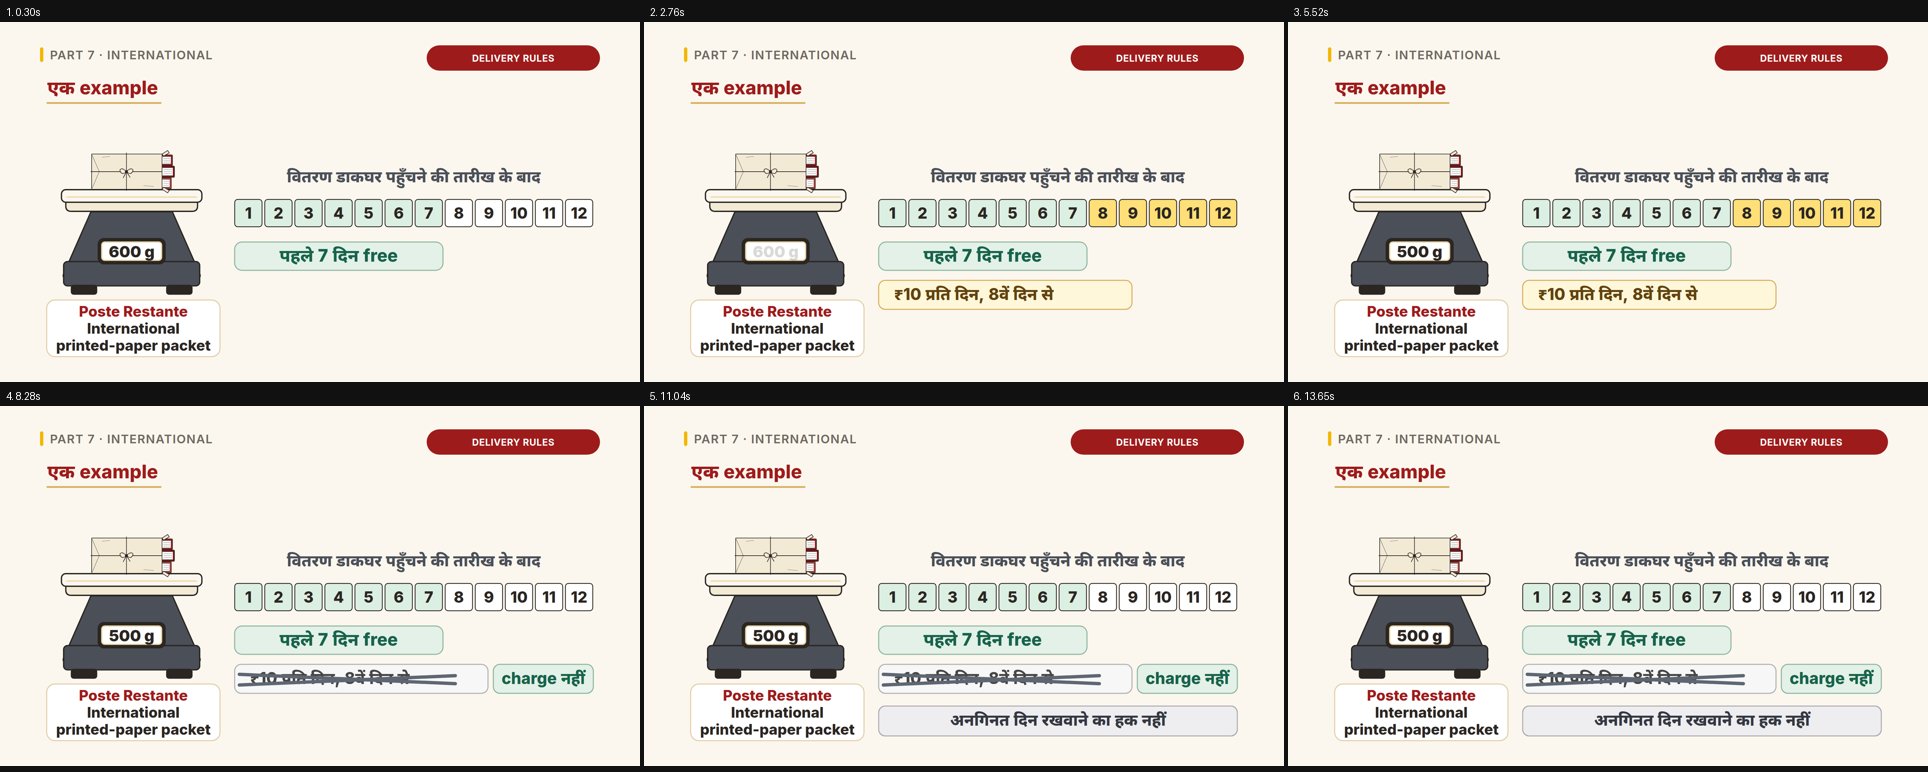 1. 0.30s
PART 7 · INTERNATIONAL
DELIVERY RULES
एक example
वितरण डाकघर पहुँचने की तारीख के बाद
1 2 3 4 5 6 7 8 9 10 11 12
600 g
पहले 7 दिन free
Poste Restante
International
printed-paper packet
2. 2.76s
PART 7 · INTERNATIONAL
DELIVERY RULES
एक example
वितरण डाकघर पहुँचने की तारीख के बाद
1 2 3 4 5 6 7 8 9 10 11 12
600 g
पहले 7 दिन free
₹10 प्रति दिन, 8वें दिन से
Poste Restante
International
printed-paper packet
3. 5.52s
PART 7 · INTERNATIONAL
DELIVERY RULES
एक example
वितरण डाकघर पहुँचने की तारीख के बाद
1 2 3 4 5 6 7 8 9 10 11 12
500 g
पहले 7 दिन free
₹10 प्रति दिन, 8वें दिन से
Poste Restante
International
printed-paper packet
4. 8.28s
PART 7 · INTERNATIONAL
DELIVERY RULES
एक example
वितरण डाकघर पहुँचने की तारीख के बाद
1 2 3 4 5 6 7 8 9 10 11 12
500 g
पहले 7 दिन free
₹10 प्रति दिन, 8वें दिन से
charge नहीं
Poste Restante
International
printed-paper packet
5. 11.04s
PART 7 · INTERNATIONAL
DELIVERY RULES
एक example
वितरण डाकघर पहुँचने की तारीख के बाद
1 2 3 4 5 6 7 8 9 10 11 12
500 g
पहले 7 दिन free
₹10 प्रति दिन, 8वें दिन से
charge नहीं
अनगिनत दिन रखवाने का हक नहीं
Poste Restante
International
printed-paper packet
6. 13.65s
PART 7 · INTERNATIONAL
DELIVERY RULES
एक example
वितरण डाकघर पहुँचने की तारीख के बाद
1 2 3 4 5 6 7 8 9 10 11 12
500 g
पहले 7 दिन free
₹10 प्रति दिन, 8वें दिन से
charge नहीं
अनगिनत दिन रखवाने का हक नहीं
Poste Restante
International
printed-paper packet